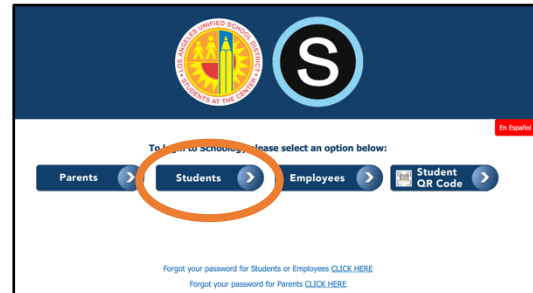 LOS ANGELES UNIFIED SCHOOL DISTRICT
STUDENTS AT THE CENTER
S
En Español
To login to Schoology please select an option below:
Parents
Students
Employees
Student
QR Code
Forgot your password for Students or Employees CLICK HERE
Forgot your password for Parents CLICK HERE